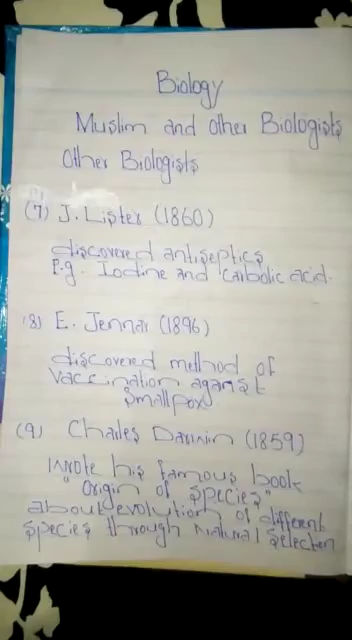 Biology
Muslim and other Biologists
Other Biologists
(7) J. Lister (1860)
discovered antiseptics
E.g. Iodine and Carbolic acid.
(8) E. Jennar (1896)
discovered method of
Vaccination against
Smallpox
(9) Charles Darwin (1859)
Wrote his famous book
"Origin of Species"
about evolution of different
species through Natural Selection